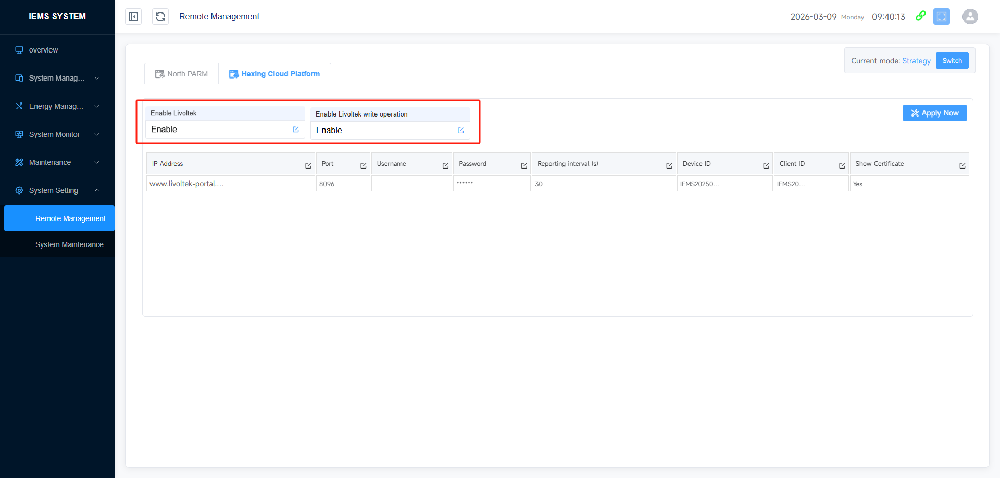 IEMS SYSTEM
Remote Management
2026-03-09 Monday 09:40:13
overview
System Manag...
Energy Manag...
System Monitor
Maintenance
System Setting
Remote Management
System Maintenance
Current mode: Strategy Switch
North PARM Hexing Cloud Platform
Enable Livoltek
Enable
Enable Livoltek write operation
Enable
Apply Now
IP Address Port Username Password Reporting interval (s) Device ID Client ID Show Certificate
www.livoltek-portal.... 8096 ****** 30 IEMS20250... IEMS20... Yes